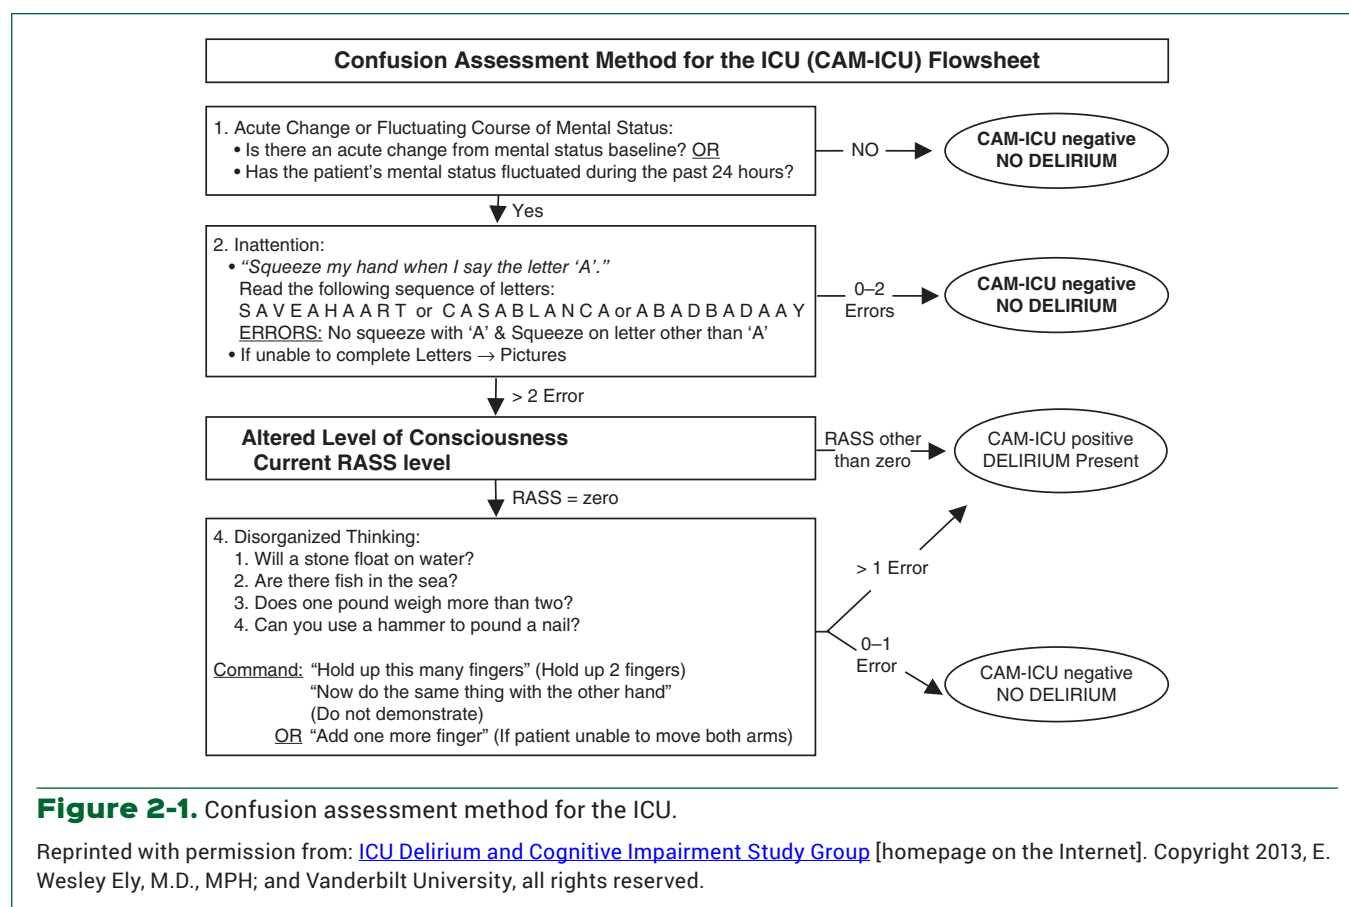 Confusion Assessment Method for the ICU (CAM-ICU) Flowsheet
1. Acute Change or Fluctuating Course of Mental Status:
• Is there an acute change from mental status baseline? OR
• Has the patient’s mental status fluctuated during the past 24 hours?
NO
CAM-ICU negative
NO DELIRIUM
Yes
2. Inattention:
• “Squeeze my hand when I say the letter ‘A’.”
Read the following sequence of letters:
S A V E A H A A R T or C A S A B L A N C A or A B A D B A D A A Y
ERRORS: No squeeze with ‘A’ & Squeeze on letter other than ‘A’
• If unable to complete Letters → Pictures
0–2
Errors
CAM-ICU negative
NO DELIRIUM
> 2 Error
Altered Level of Consciousness
Current RASS level
RASS other
than zero
CAM-ICU positive
DELIRIUM Present
RASS = zero
4. Disorganized Thinking:
1. Will a stone float on water?
2. Are there fish in the sea?
3. Does one pound weigh more than two?
4. Can you use a hammer to pound a nail?
Command: “Hold up this many fingers” (Hold up 2 fingers)
“Now do the same thing with the other hand”
(Do not demonstrate)
OR “Add one more finger” (If patient unable to move both arms)
> 1 Error
0–1
Error
CAM-ICU negative
NO DELIRIUM
Figure 2-1. Confusion assessment method for the ICU.
Reprinted with permission from: ICU Delirium and Cognitive Impairment Study Group [homepage on the Internet]. Copyright 2013, E.
Wesley Ely, M.D., MPH; and Vanderbilt University, all rights reserved.